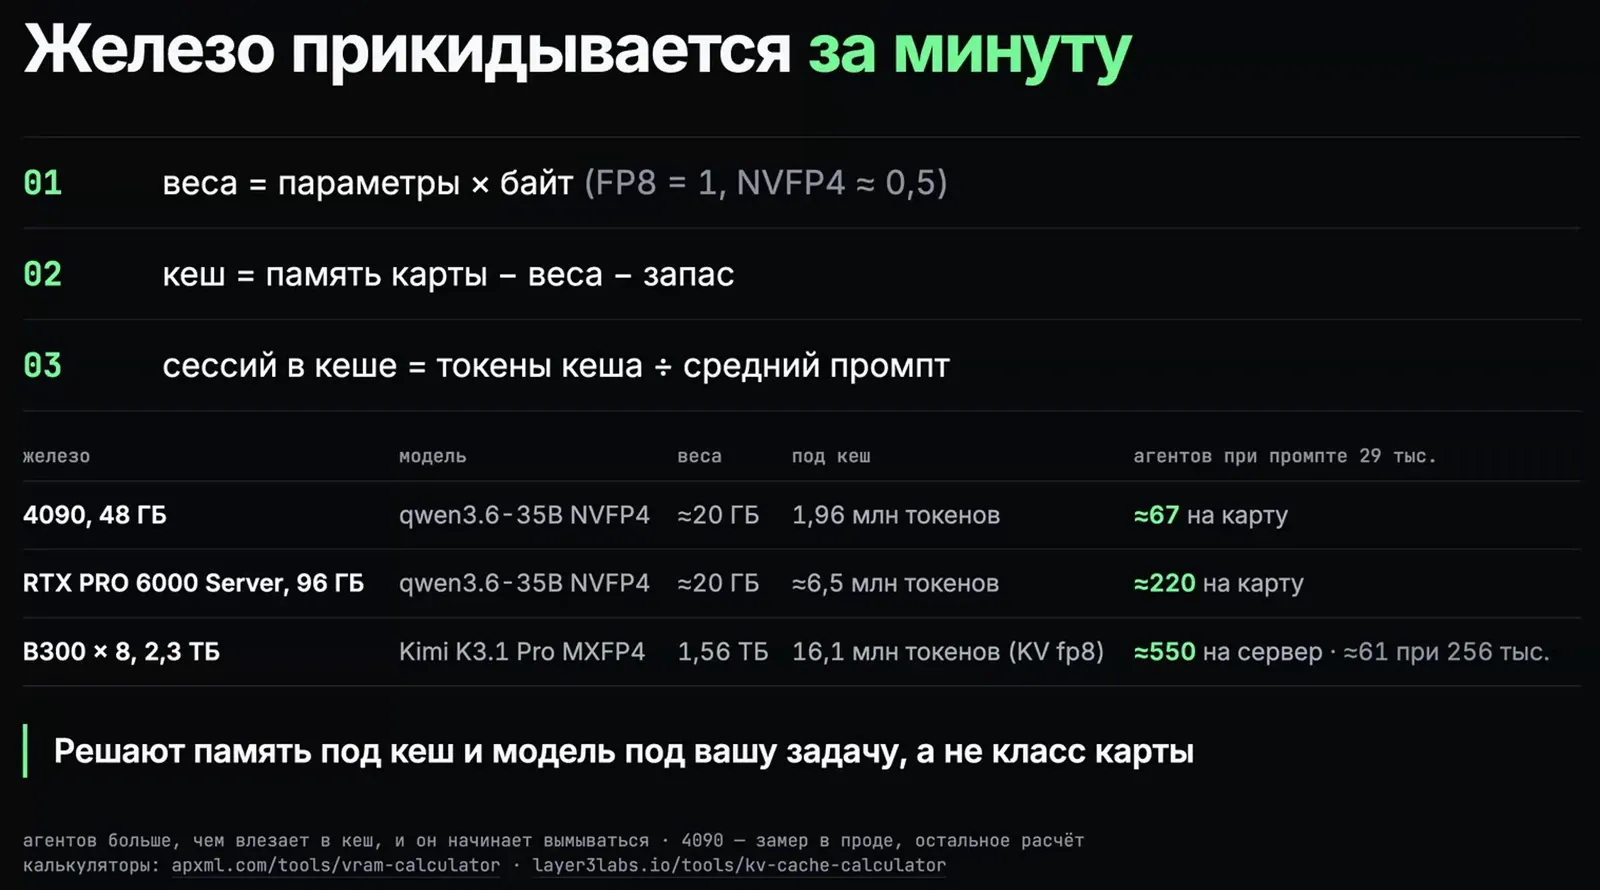 Железо прикидывается за минуту
01 веса = параметры × байт (FP8 = 1, NVFP4 ≈ 0,5)
02 кеш = память карты − веса − запас
03 сессий в кеше = токены кеша ÷ средний промпт
железо модель веса под кеш агентов при промпте 29 тыс.
4090, 48 ГБ qwen3.6-35B NVFP4 ≈20 ГБ 1,96 млн токенов ≈67 на карту
RTX PRO 6000 Server, 96 ГБ qwen3.6-35B NVFP4 ≈20 ГБ ≈6,5 млн токенов ≈220 на карту
B300 × 8, 2,3 ТБ Kimi K3.1 Pro MXFP4 1,56 ТБ 16,1 млн токенов (KV fp8) ≈550 на сервер · ≈61 при 256 тыс.
Решают память под кеш и модель под вашу задачу, а не класс карты
агентов больше, чем влезает в кеш, и он начинает вымываться · 4090 — замер в проде, остальное расчёт
калькуляторы: apxml.com/tools/vram-calculator · layer3labs.io/tools/kv-cache-calculator